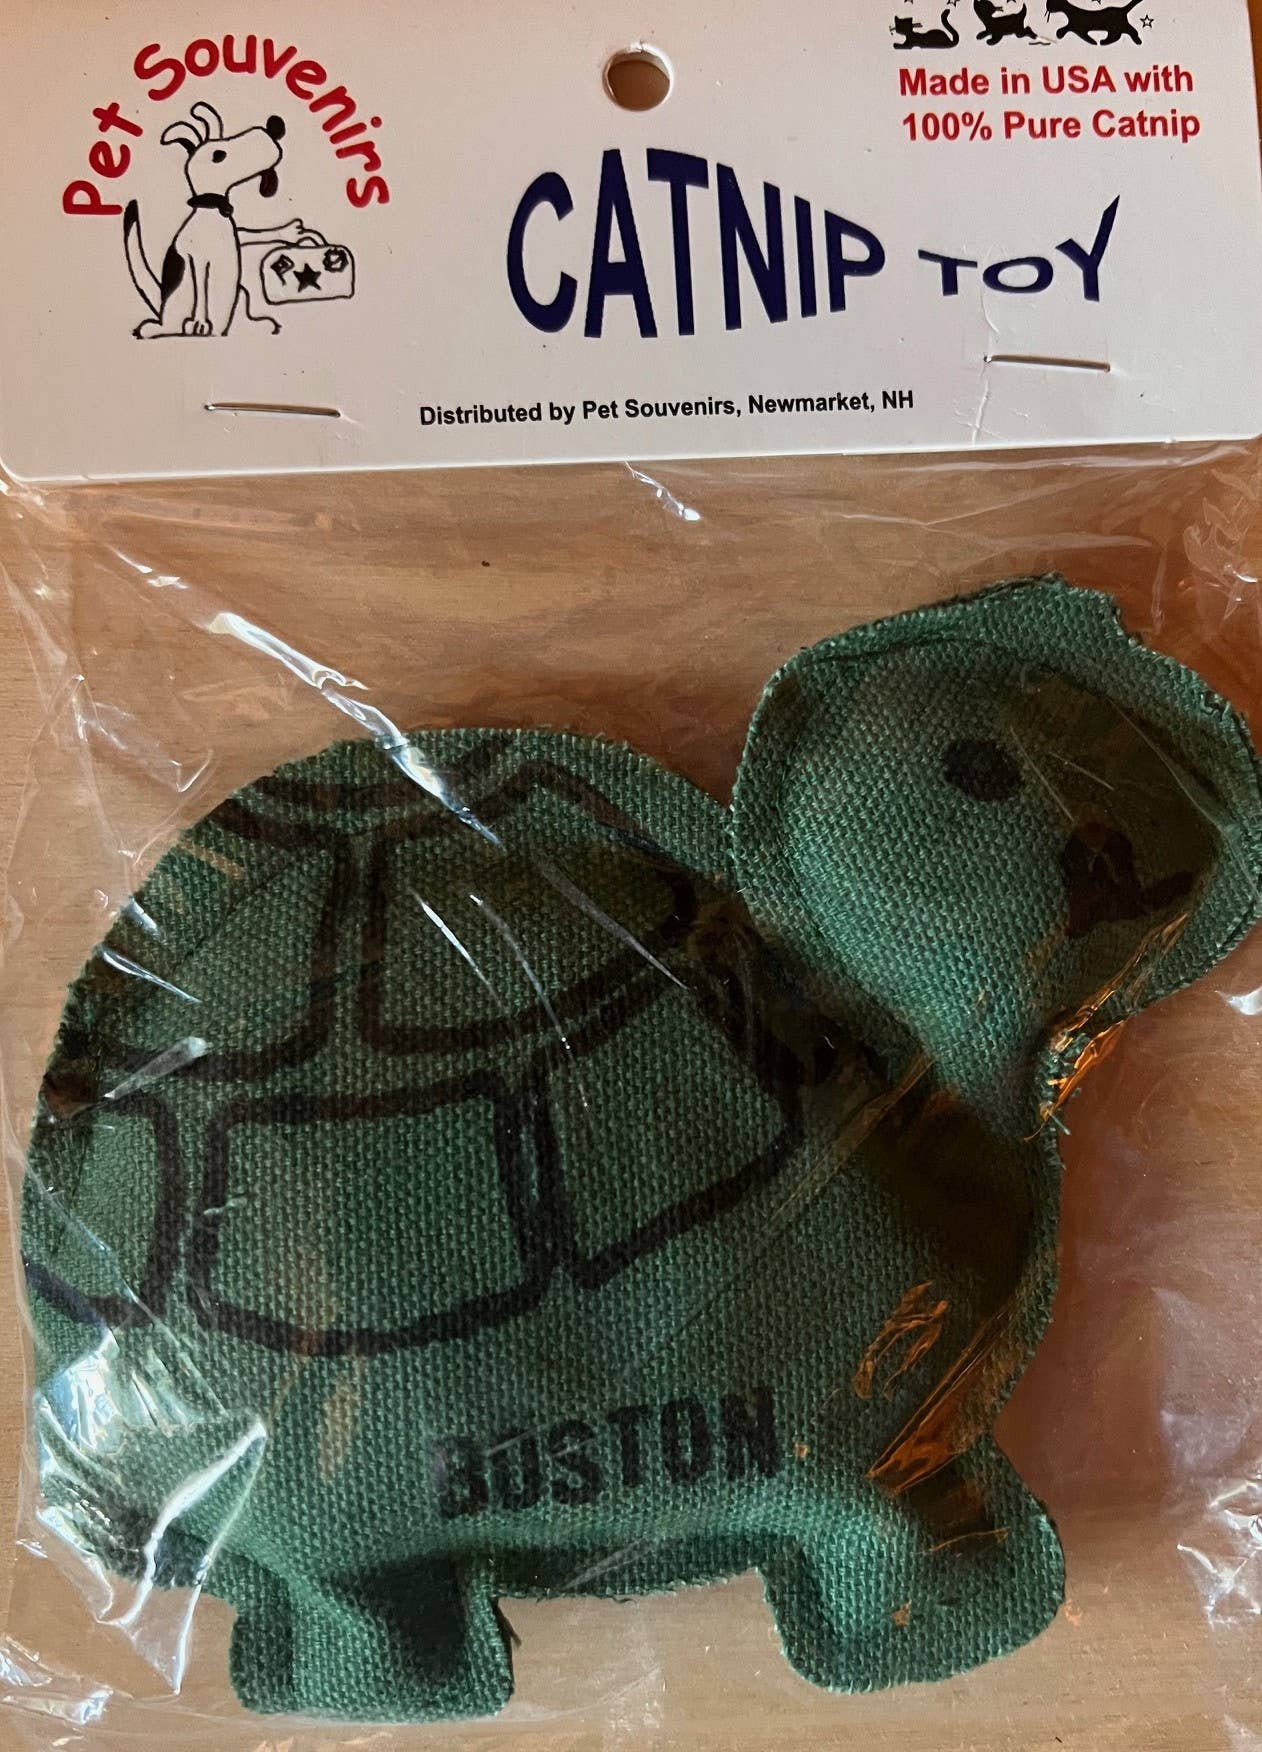 Pet Souvenirs
Made in USA with
100% Pure Catnip
CATNIP TOY
Distributed by Pet Souvenirs, Newmarket, NH
BOSTON